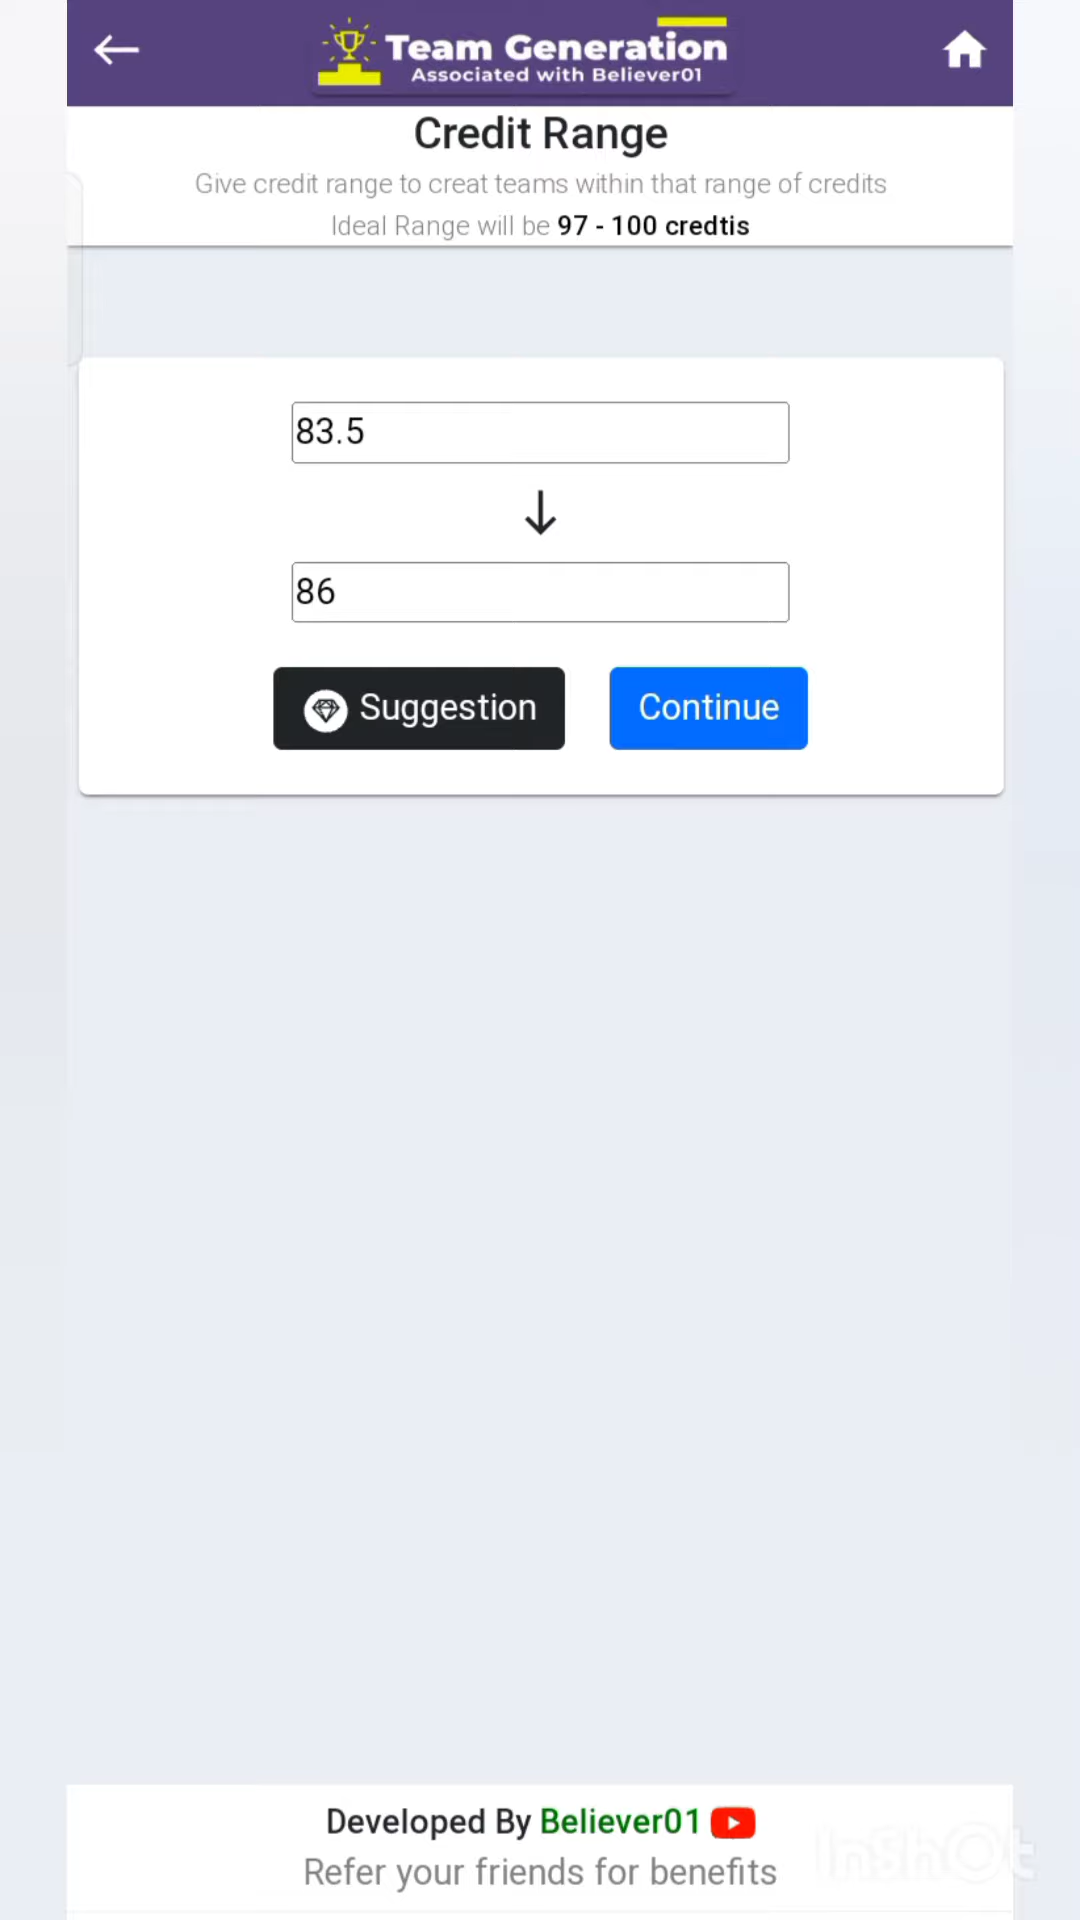 Team Generation
Associated with Believer01
Credit Range
Give credit range to creat teams within that range of credits
Ideal Range will be 97 - 100 credtis
83.5
86
Suggestion
Continue
Developed By Believer01
Refer your friends for benefits
InShOt